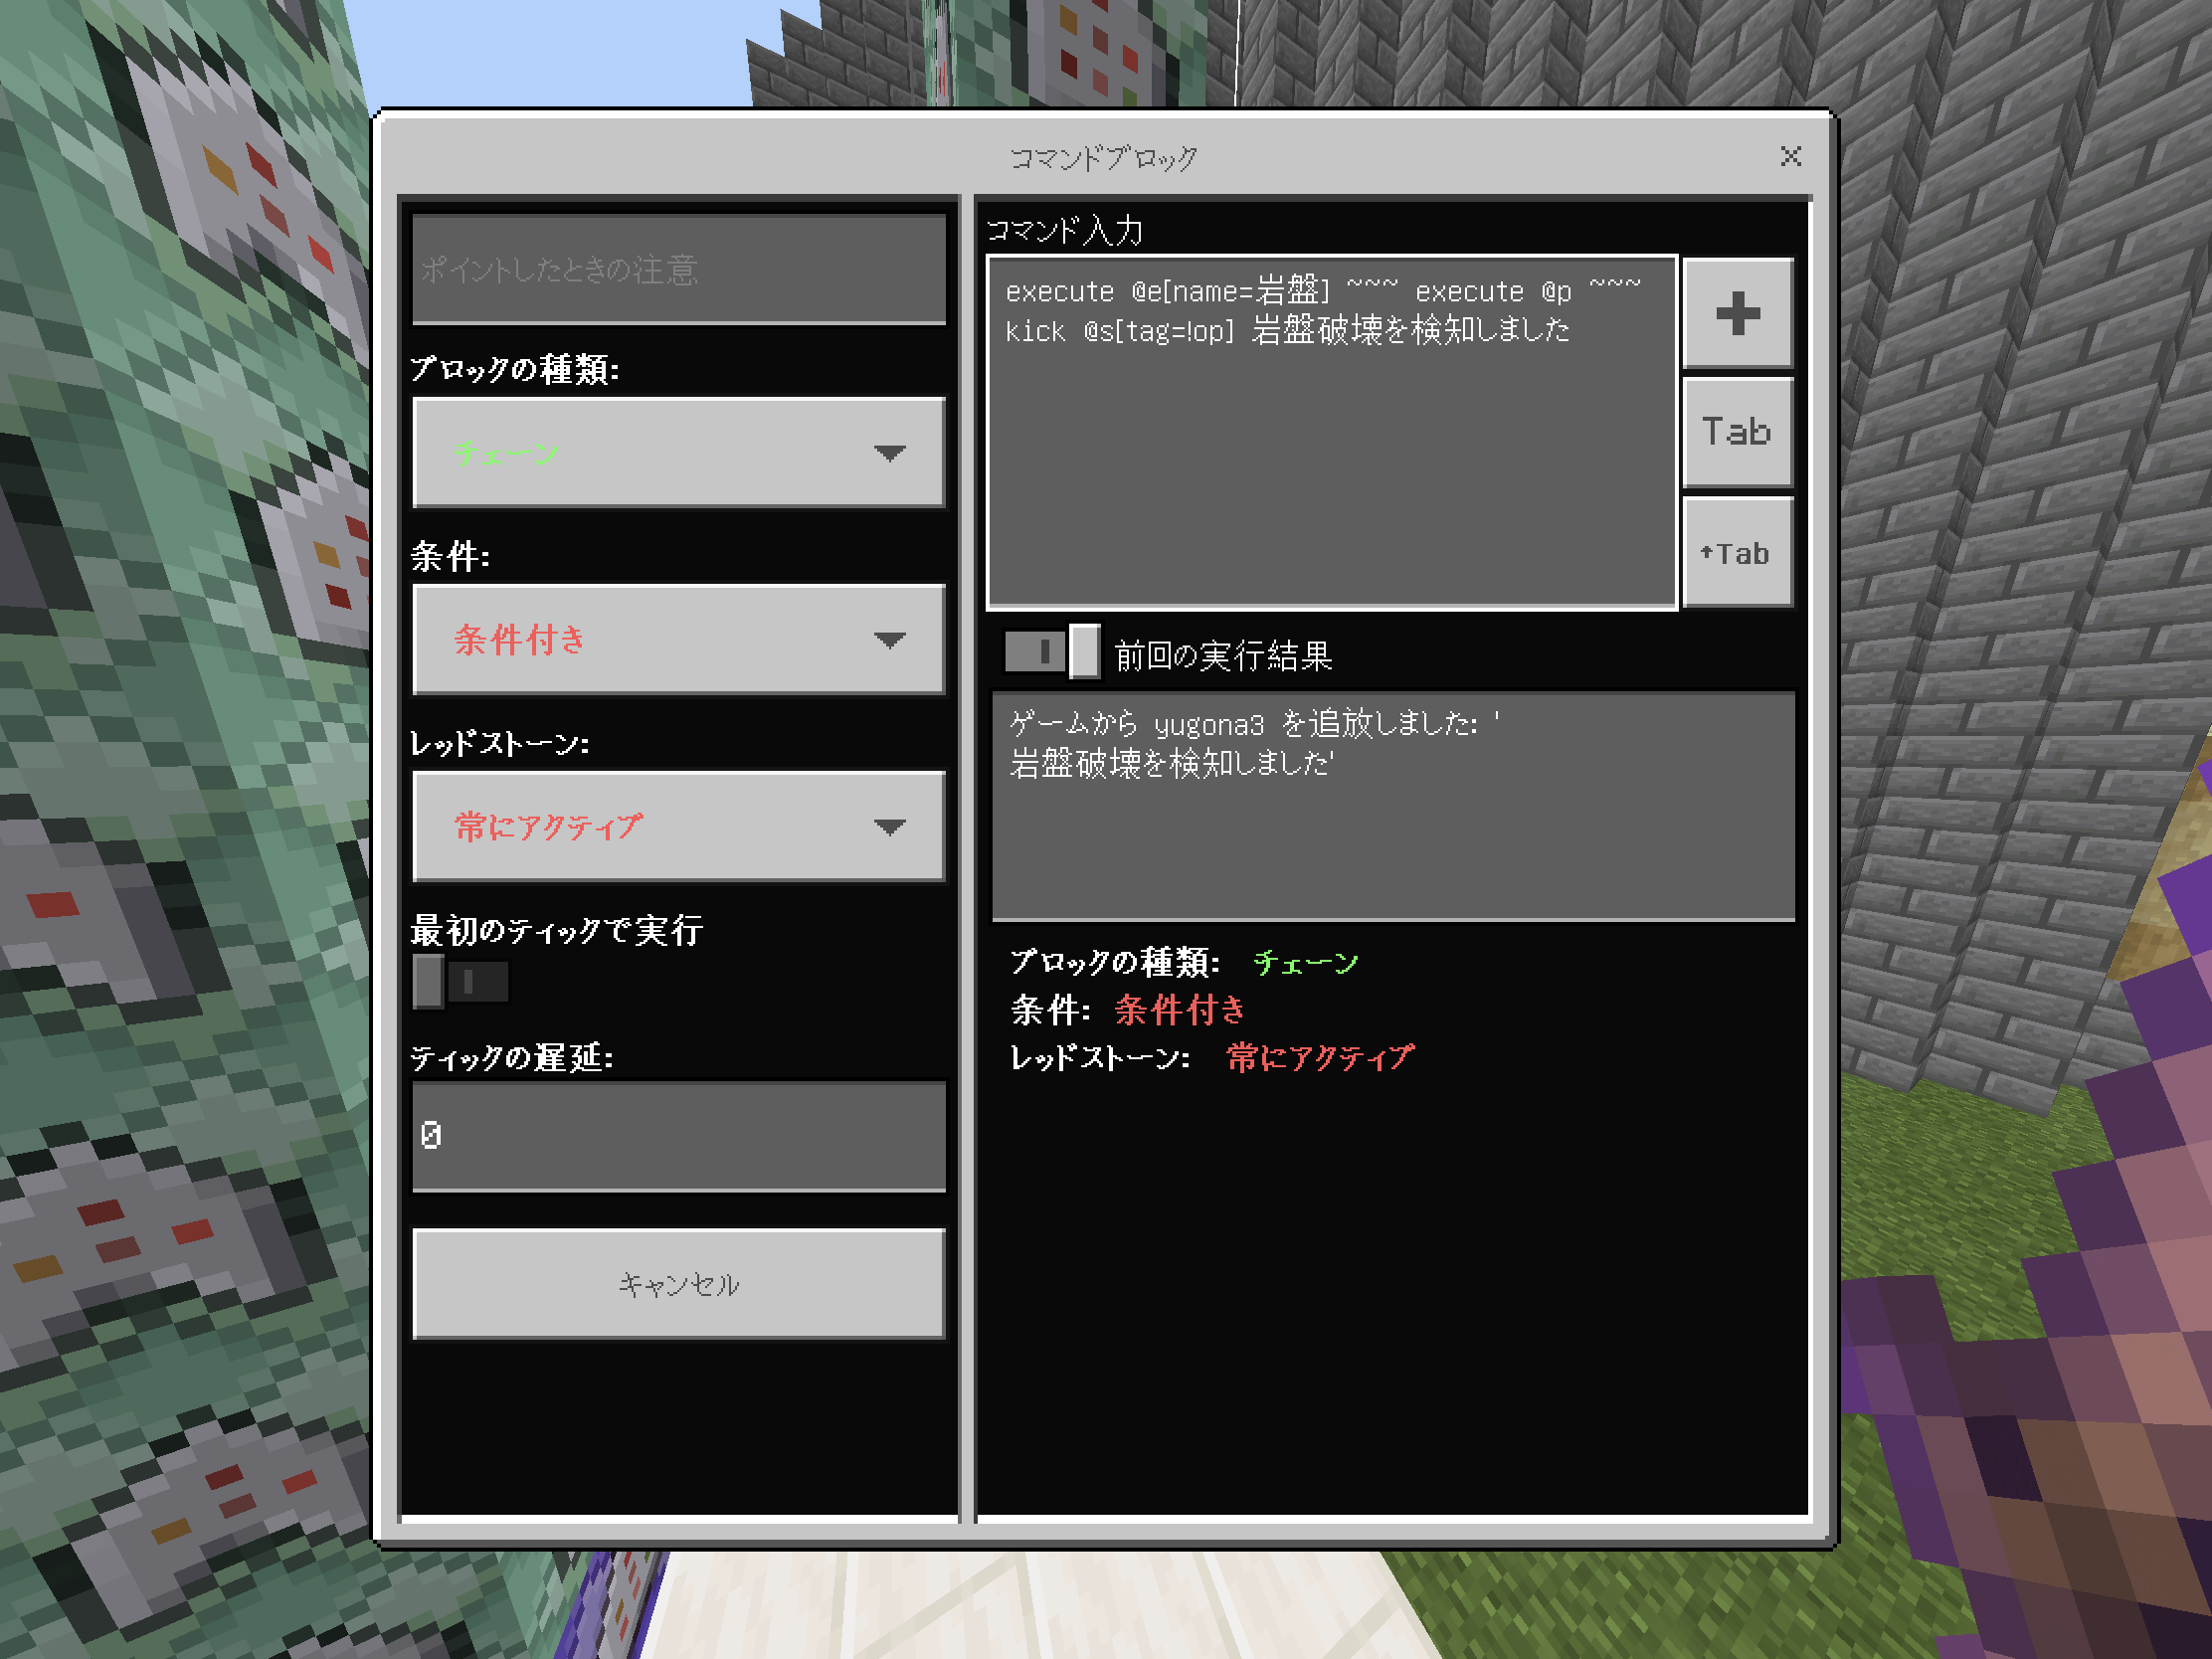 コマンドブロック
ポイントしたときの注意
ブロックの種類:
チェーン
条件:
条件付き
レッドストーン:
常にアクティブ
最初のティックで実行
ティックの遅延:
0
キャンセル
コマンド入力
execute @e[name=岩盤] ~~~ execute @p ~~~
kick @s[tag=!op] 岩盤破壊を検知しました
Tab
↑Tab
前回の実行結果
ゲームから yugona3 を追放しました: '
岩盤破壊を検知しました'
ブロックの種類: チェーン
条件: 条件付き
レッドストーン: 常にアクティブ